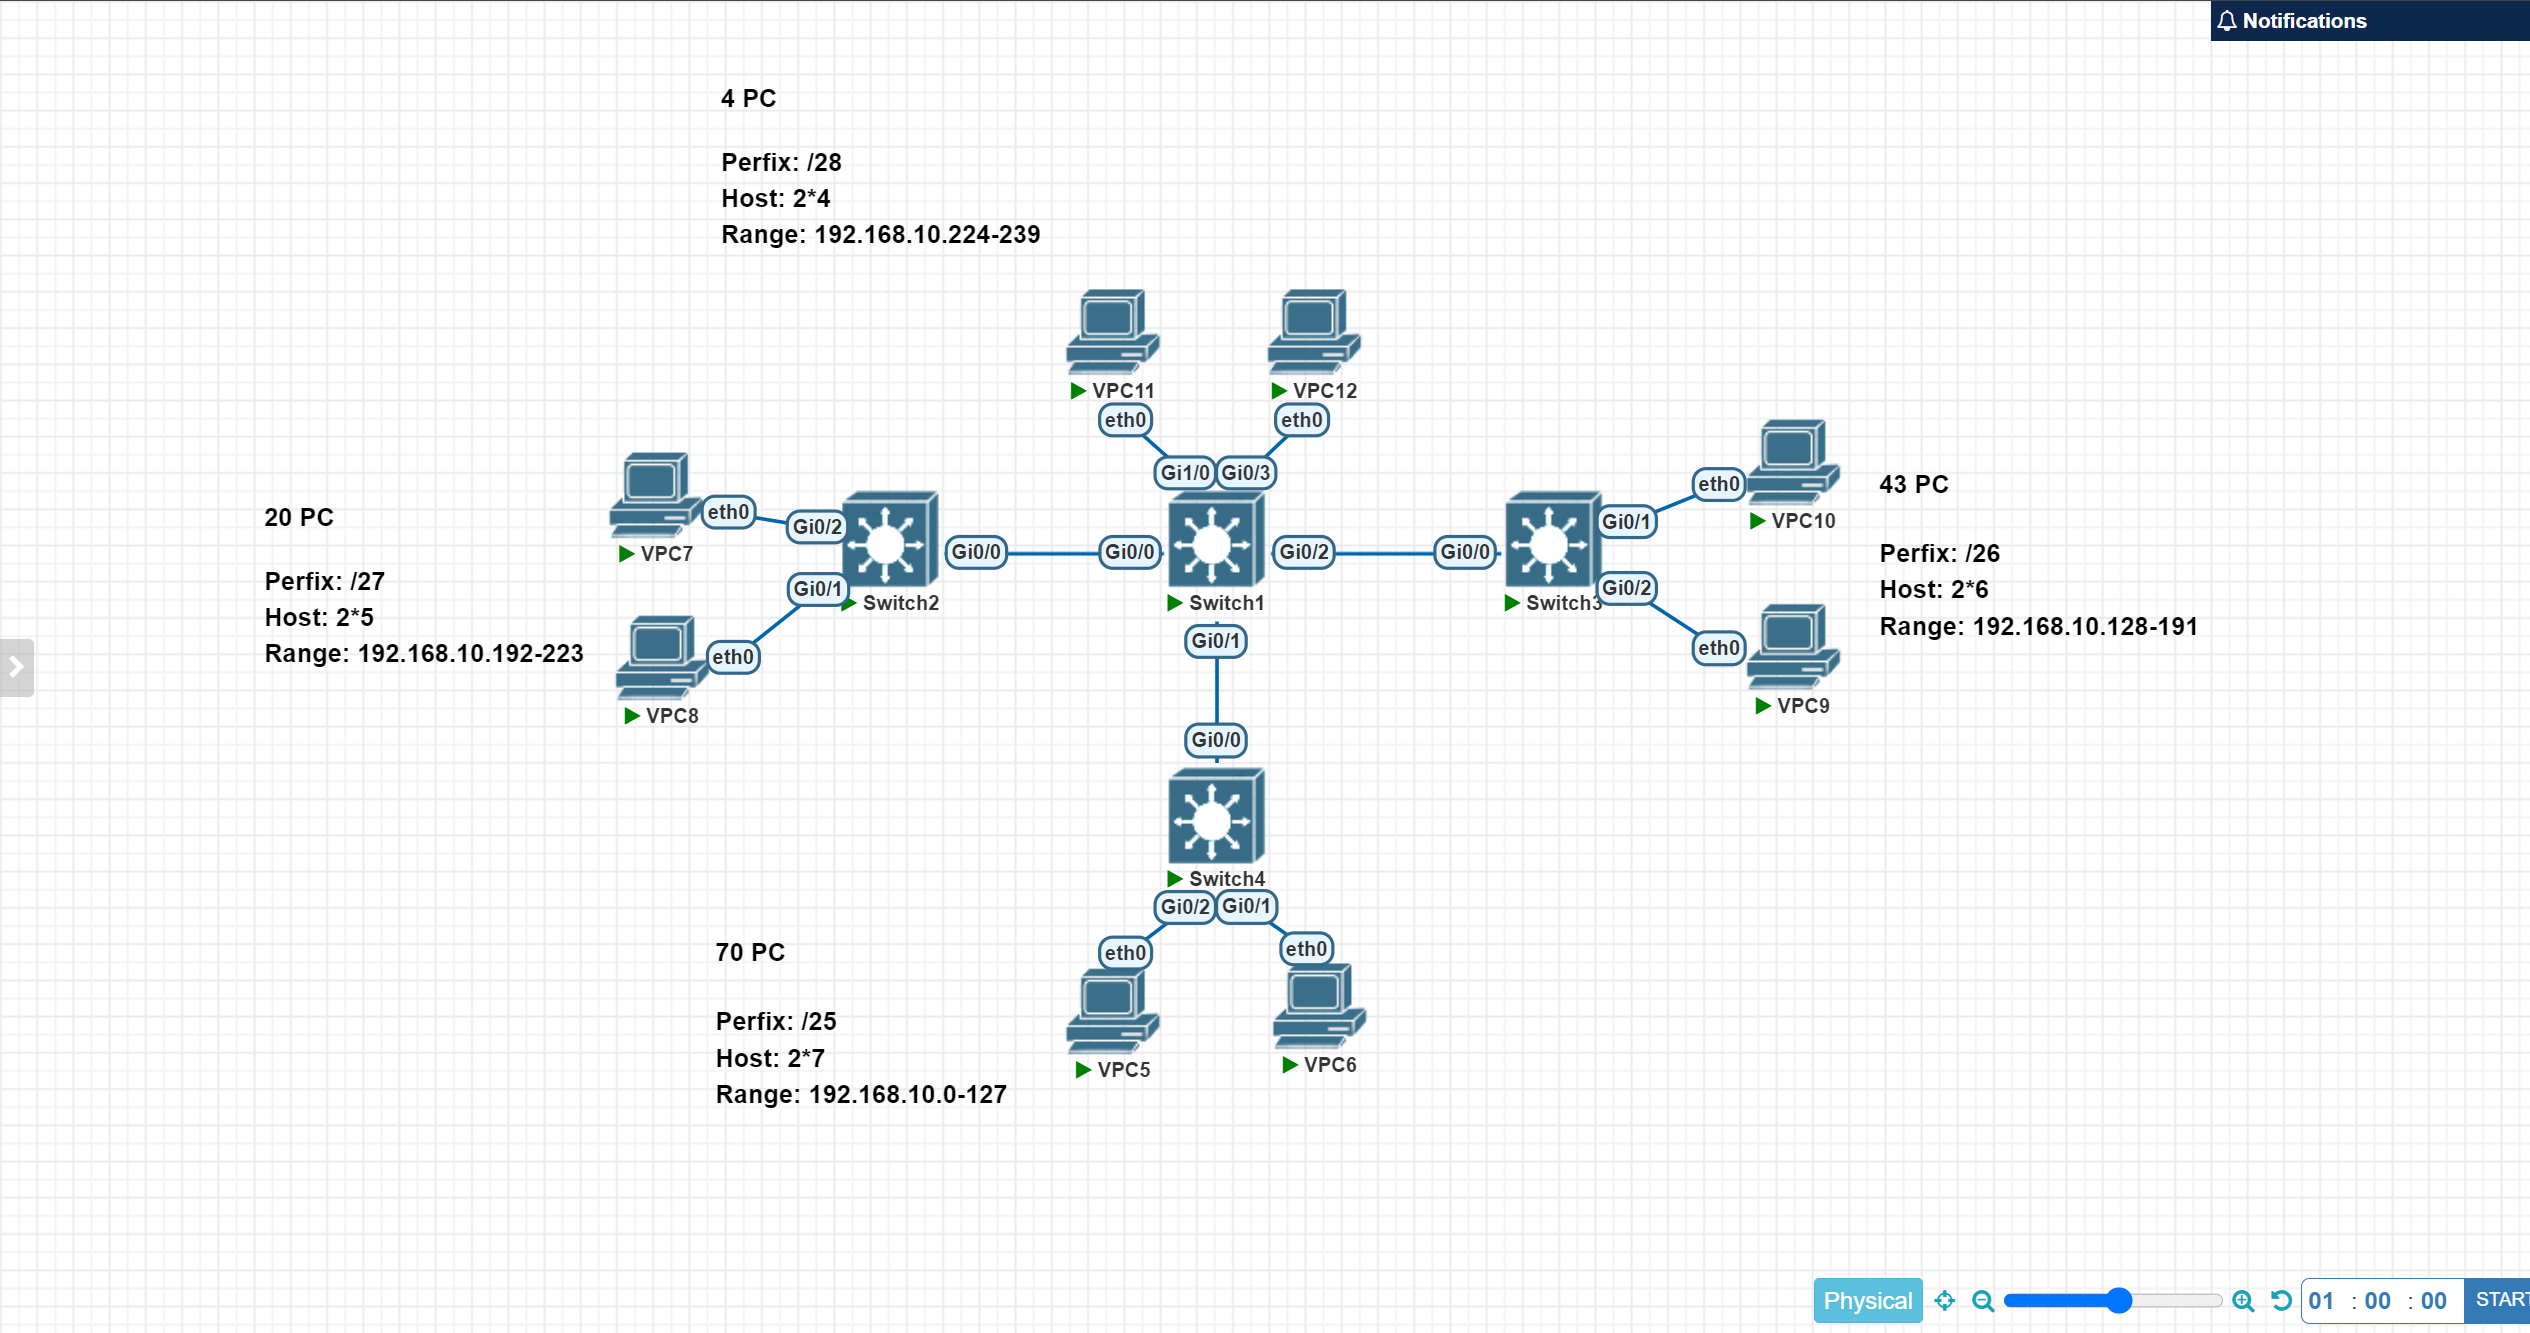 Notifications
4 PC
Perfix: /28
Host: 2*4
Range: 192.168.10.224-239
VPC11
VPC12
eth0
eth0
Gi1/0
Gi0/3
VPC7
eth0
Gi0/2
20 PC
Perfix: /27
Host: 2*5
Range: 192.168.10.192-223
Gi0/1
Switch2
VPC8
eth0
Gi0/0
Gi0/0
Switch1
Gi0/2
Gi0/0
Switch3
Gi0/1
eth0
VPC10
Gi0/2
eth0
VPC9
43 PC
Perfix: /26
Host: 2*6
Range: 192.168.10.128-191
Gi0/1
Gi0/0
Switch4
Gi0/2
Gi0/1
eth0
eth0
VPC5
VPC6
70 PC
Perfix: /25
Host: 2*7
Range: 192.168.10.0-127
Physical
01 : 00 : 00
START